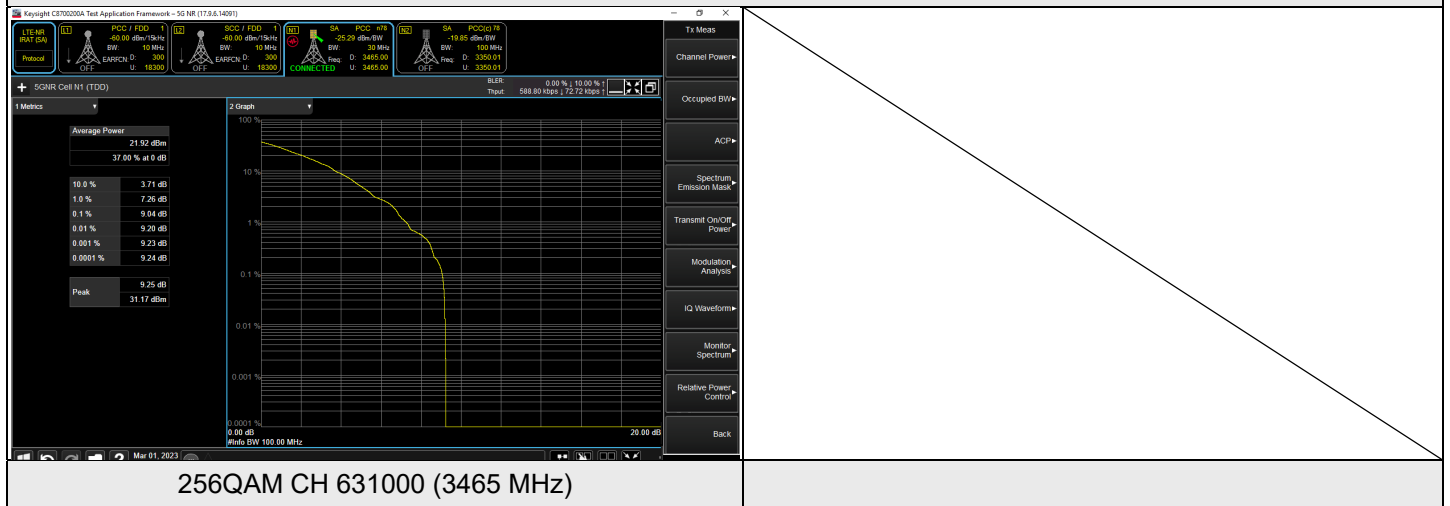 Keysight C8700200A Test Application Framework – 5G NR (17.9.6.14091)
LTE-NR
IRAT (SA)
Protocol
L1 PCC / FDD 1
-60.00 dBm/15kHz
BW: 10 MHz
EARFCN: D: 300
U: 18300
OFF
L2 SCC / FDD 1
-60.00 dBm/15kHz
BW: 10 MHz
EARFCN: D: 300
U: 18300
OFF
N1 SA PCC n78
-25.29 dBm/BW
BW: 30 MHz
Freq: D: 3465.00
CONNECTED U: 3465.00
N2 SA PCC(c) 78
-19.85 dBm/BW
BW: 100 MHz
Freq: D: 3350.01
OFF U: 3350.01
5GNR Cell N1 (TDD)
BLER: 0.00 % ↓ 10.00 % ↑
Thput: 588.80 kbps ↓ 72.72 kbps ↑
1 Metrics
Average Power
21.92 dBm
37.00 % at 0 dB
10.0 % 3.71 dB
1.0 % 7.26 dB
0.1 % 9.04 dB
0.01 % 9.20 dB
0.001 % 9.23 dB
0.0001 % 9.24 dB
Peak 9.25 dB
31.17 dBm
2 Graph
100 %
10 %
1 %
0.1 %
0.01 %
0.001 %
0.0001 %
0.00 dB 20.00 dB
#Info BW 100.00 MHz
Tx Meas
Channel Power
Occupied BW
ACP
Spectrum
Emission Mask
Transmit On/Off
Power
Modulation
Analysis
IQ Waveform
Monitor
Spectrum
Relative Power
Control
Back
Mar 01, 2023
256QAM CH 631000 (3465 MHz)